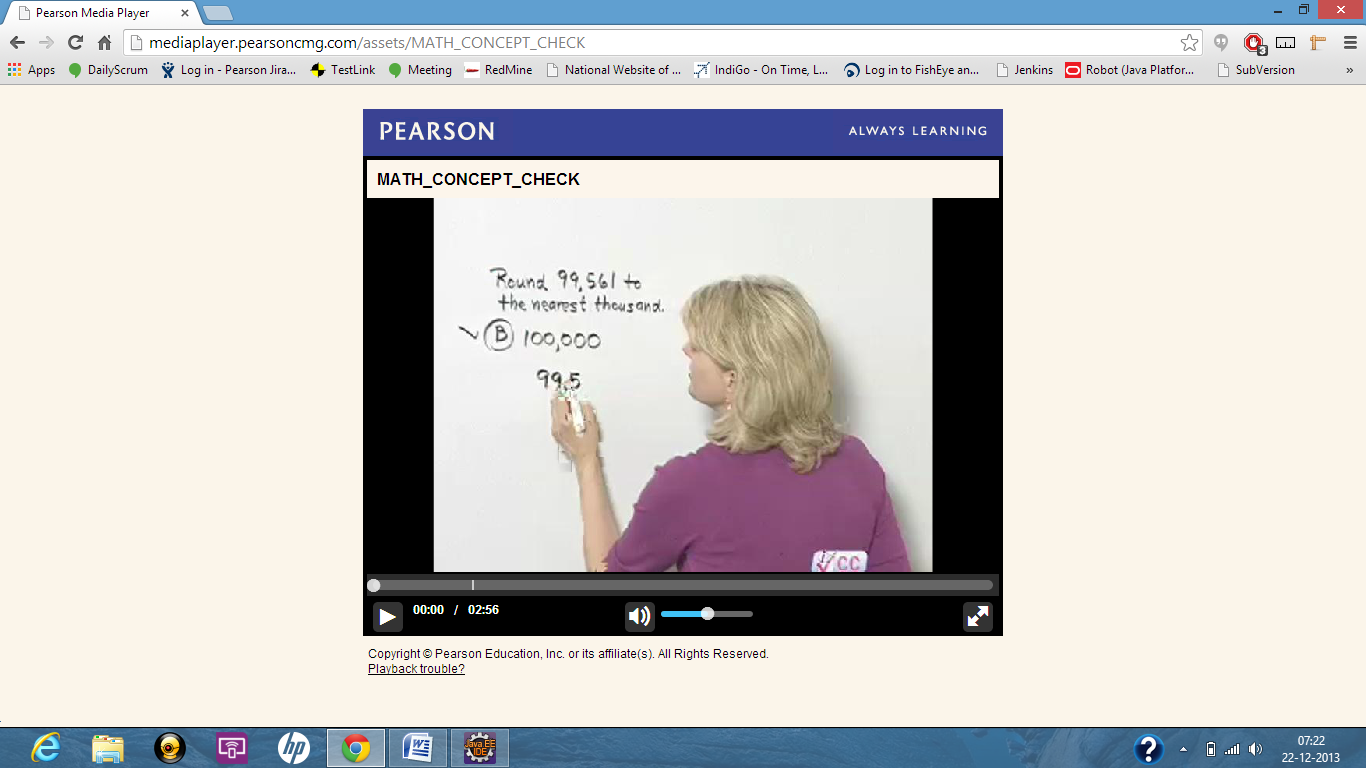 Pearson Media Player
mediaplayer.pearsoncmg.com/assets/MATH_CONCEPT_CHECK
3
Apps DailyScrum Log in - Pearson Jira... TestLink Meeting RedMine National Website of ... IndiGo - On Time, L... Log in to FishEye an... Jenkins Robot (Java Platfor... SubVersion »
PEARSON ALWAYS LEARNING
MATH_CONCEPT_CHECK
Round 99,561 to
the nearest thousand.
B 100,000
99,5
CC
00:00 / 02:56
Copyright © Pearson Education, Inc. or its affiliate(s). All Rights Reserved.
Playback trouble?
hp
Java EE
IDE
07:22
22-12-2013